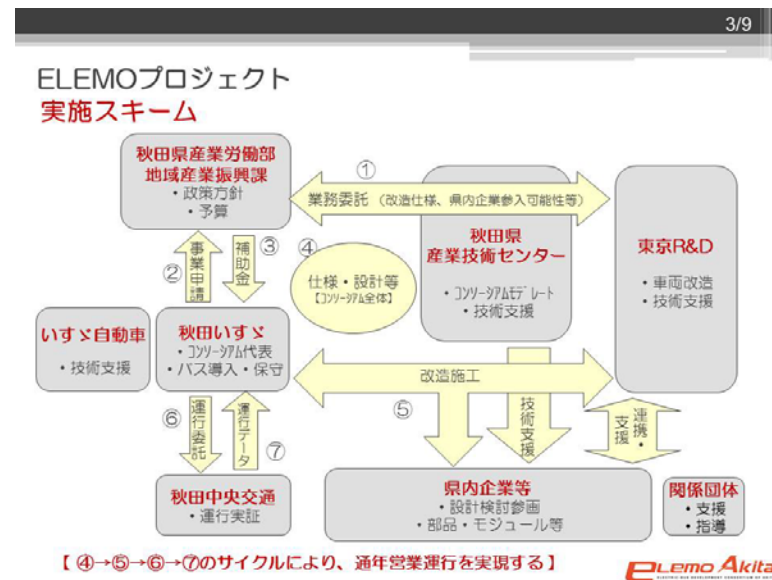 3/9
ELEMOプロジェクト
実施スキーム
秋田県産業労働部
地域産業振興課
・政策方針
・予算
①
業務委託（改造仕様、県内企業参入可能性等）
秋田県
産業技術センター
・ｺﾝｿｰｼｱﾑﾓﾃﾞﾚｰﾄ
・技術支援
東京R&D
・車両改造
・技術支援
②
事業申請
補助金
③
④
仕様・設計等
【ｺﾝｿｰｼｱﾑ全体】
いすゞ自動車
・技術支援
秋田いすゞ
・ｺﾝｿｰｼｱﾑ代表
・バス導入・保守
改造施工
⑤
技術支援
連携・
支援
⑥
運行委託
運行データ
⑦
秋田中央交通
・運行実証
県内企業等
・設計検討参画
・部品・モジュール等
関係団体
・支援
・指導
【 ④→⑤→⑥→⑦のサイクルにより、通年営業運行を実現する】
ELemo Akita